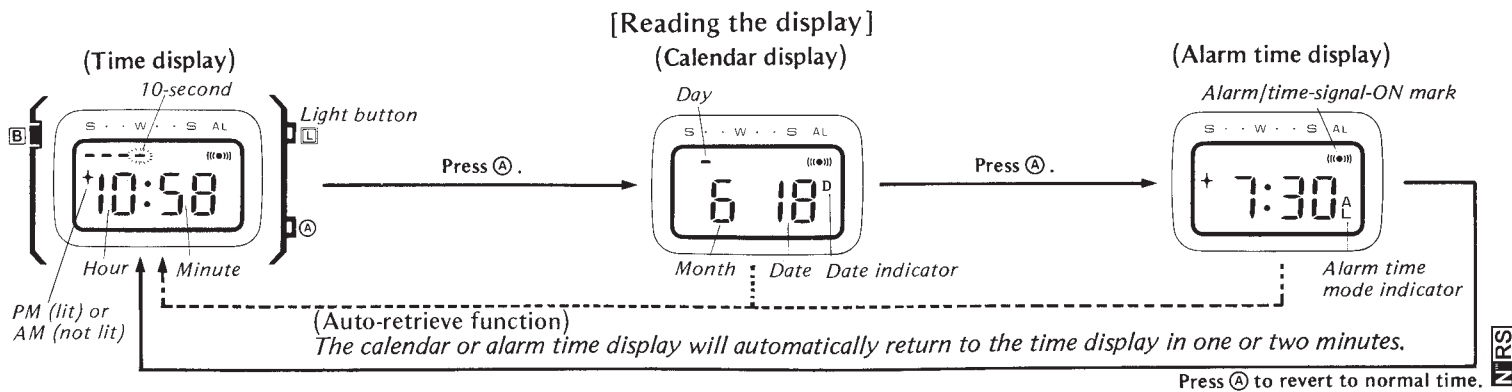 [Reading the display]
(Time display)
10-second
B
S · · W · · S AL
10:58
Light button
L
A
Hour
Minute
PM (lit) or
AM (not lit)
Press Ⓐ .
(Calendar display)
Day
S · · W · · S AL
6 18 D
Month
Date
Date indicator
Press Ⓐ .
(Alarm time display)
Alarm/time-signal-ON mark
S · · W · · S AL
7:30 AL
Alarm time
mode indicator
(Auto-retrieve function)
The calendar or alarm time display will automatically return to the time display in one or two minutes.
Press Ⓐ to revert to normal time.